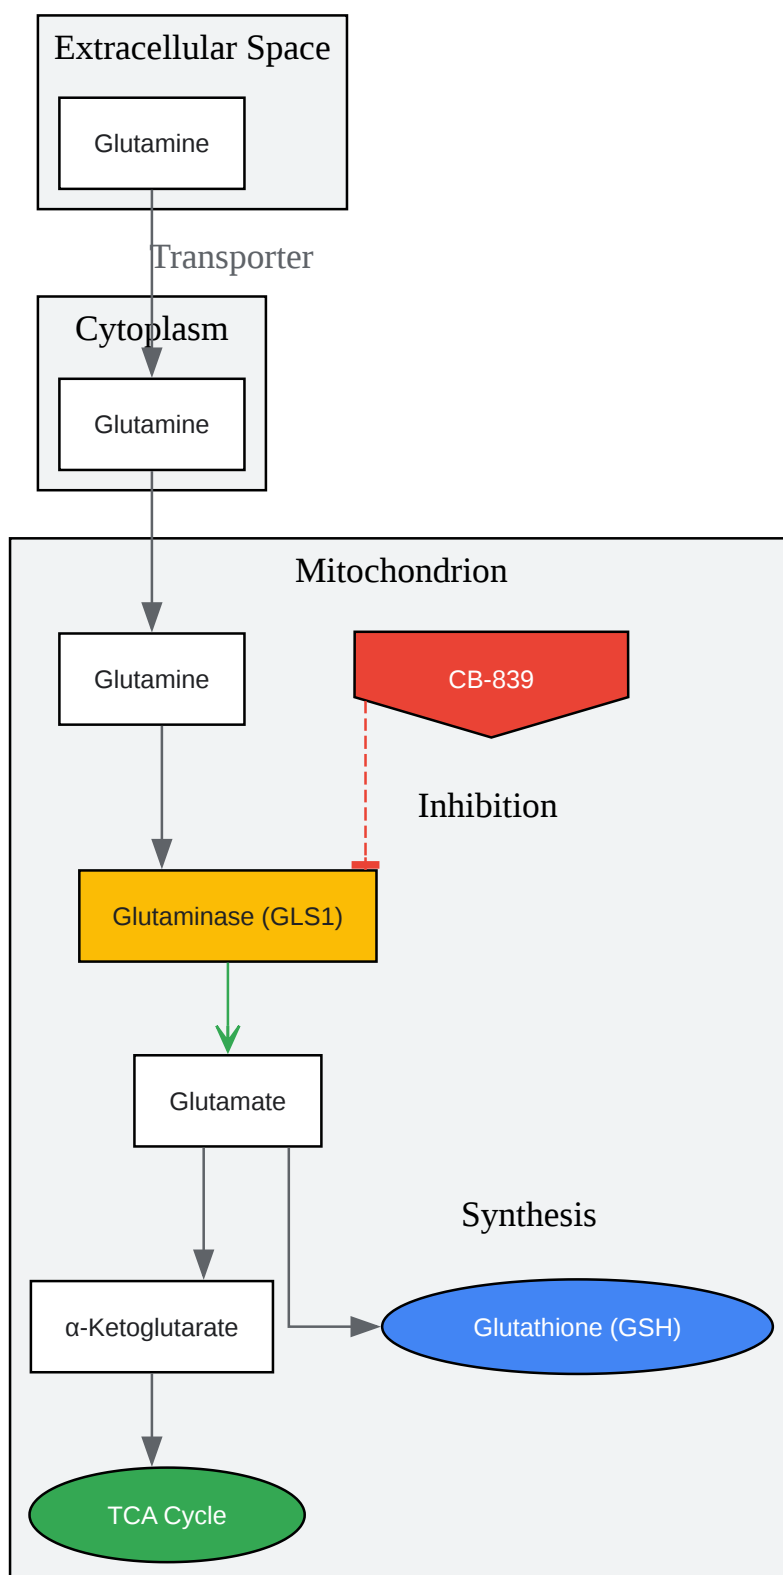 Extracellular Space
Glutamine
Transporter
Cytoplasm
Glutamine
Mitochondrion
Glutamine
CB-839
Inhibition
Glutaminase (GLS1)
Glutamate
Synthesis
α-Ketoglutarate
Glutathione (GSH)
TCA Cycle